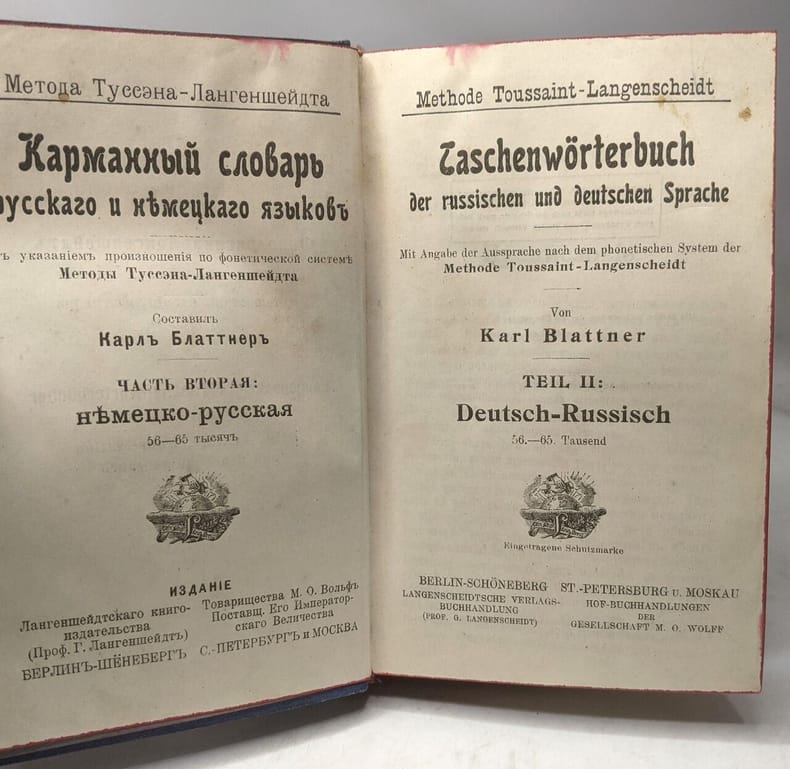 Метода Туссэна-Лангеншейдта
Карманный словарь
русскаго и нѣмецкаго языковъ
съ указаніемъ произношенія по фонетической системѣ
Методы Туссэна-Лангеншейдта
Составилъ
Карлъ Блаттнеръ
ЧАСТЬ ВТОРАЯ:
нѣмецко-русская
56—65 тысячъ
ИЗДАНІЕ
Лангеншейдтскаго книго-
издательства
(Проф. Г. Лангеншейдтъ)
БЕРЛИНЪ-ШЁНЕБЕРГЪ
Товарищества М. О. Вольфъ
Поставщ. Его Император-
скаго Величества
С.-ПЕТЕРБУРГЪ и МОСКВА
Methode Toussaint-Langenscheidt
Taschenwörterbuch
der russischen und deutschen Sprache
Mit Angabe der Aussprache nach dem phonetischen System der
Methode Toussaint-Langenscheidt
Von
Karl Blattner
TEIL II:
Deutsch-Russisch
56.—65. Tausend
Eingetragene Schutzmarke
BERLIN-SCHÖNEBERG
LANGENSCHEIDTSCHE VERLAGS-
BUCHHANDLUNG
(PROF. G. LANGENSCHEIDT)
ST.-PETERSBURG U. MOSKAU
HOF-BUCHHANDLUNGEN
DER
GESELLSCHAFT M. O. WOLFF